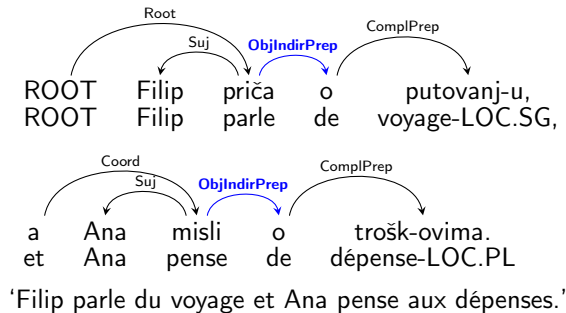 Root
Suj ObjIndirPrep ComplPrep
ROOT Filip priča o putovanj-u,
ROOT Filip parle de voyage-LOC.SG,
Coord
Suj ObjIndirPrep ComplPrep
a Ana misli o trošk-ovima.
et Ana pense de dépense-LOC.PL
‘Filip parle du voyage et Ana pense aux dépenses.’